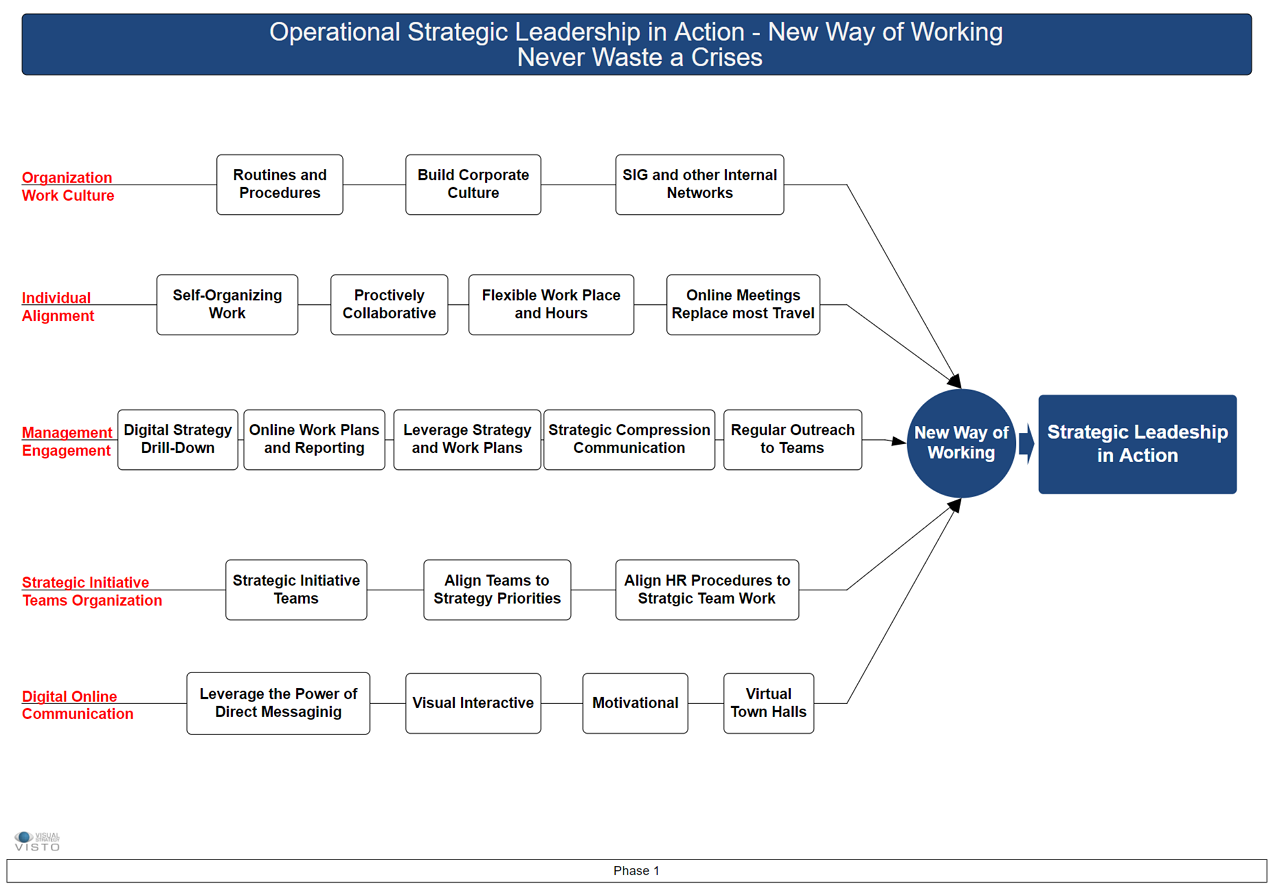 Operational Strategic Leadership in Action - New Way of Working
Never Waste a Crises
Organization
Work Culture
Routines and
Procedures
Build Corporate
Culture
SIG and other Internal
Networks
Individual
Alignment
Self-Organizing
Work
Proctively
Collaborative
Flexible Work Place
and Hours
Online Meetings
Replace most Travel
Management
Engagement
Digital Strategy
Drill-Down
Online Work Plans
and Reporting
Leverage Strategy
and Work Plans
Strategic Compression
Communication
Regular Outreach
to Teams
New Way of
Working
Strategic Leadeship
in Action
Strategic Initiative
Teams Organization
Strategic Initiative
Teams
Align Teams to
Strategy Priorities
Align HR Procedures to
Stratgic Team Work
Digital Online
Communication
Leverage the Power of
Direct Messaginig
Visual Interactive
Motivational
Virtual
Town Halls
VISUAL
STRATEGY
VISTO
Phase 1